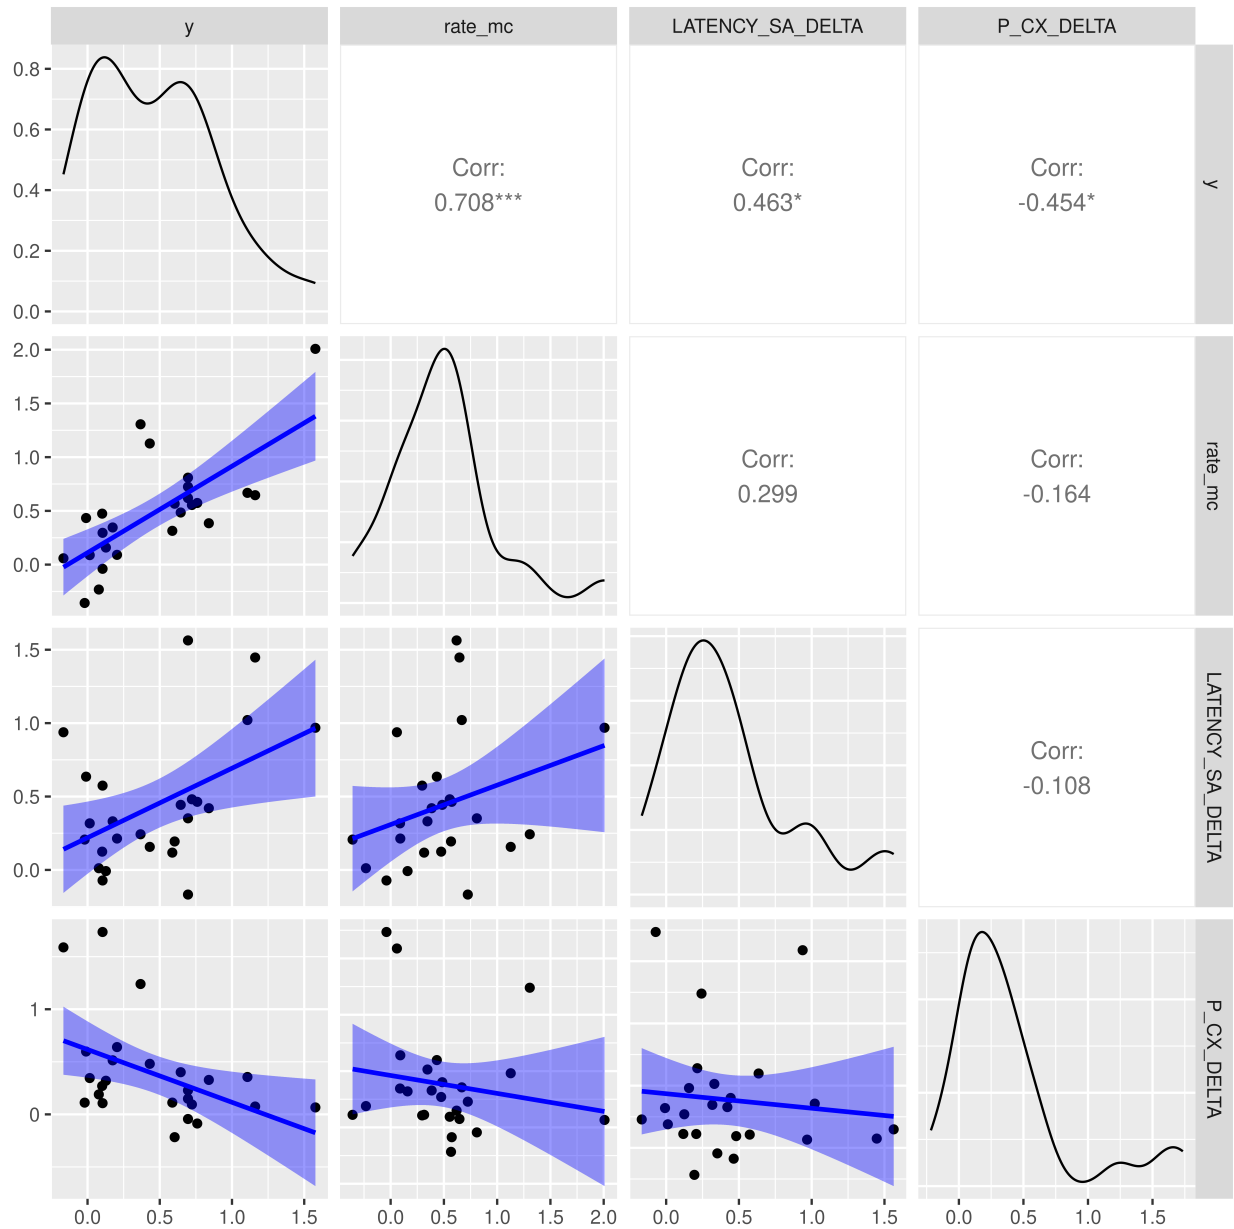 y
rate_mc
LATENCY_SA_DELTA
P_CX_DELTA
0.8
0.6
0.4
0.2
0.0
Corr:
0.708***
Corr:
0.463*
Corr:
-0.454*
y
2.0
1.5
1.0
0.5
0.0
Corr:
0.299
Corr:
-0.164
rate_mc
1.5
1.0
0.5
0.0
Corr:
-0.108
LATENCY_SA_DELTA
1
0
P_CX_DELTA
0.0 0.5 1.0 1.5
0.0 0.5 1.0 1.5 2.0
0.0 0.5 1.0 1.5
0.0 0.5 1.0 1.5